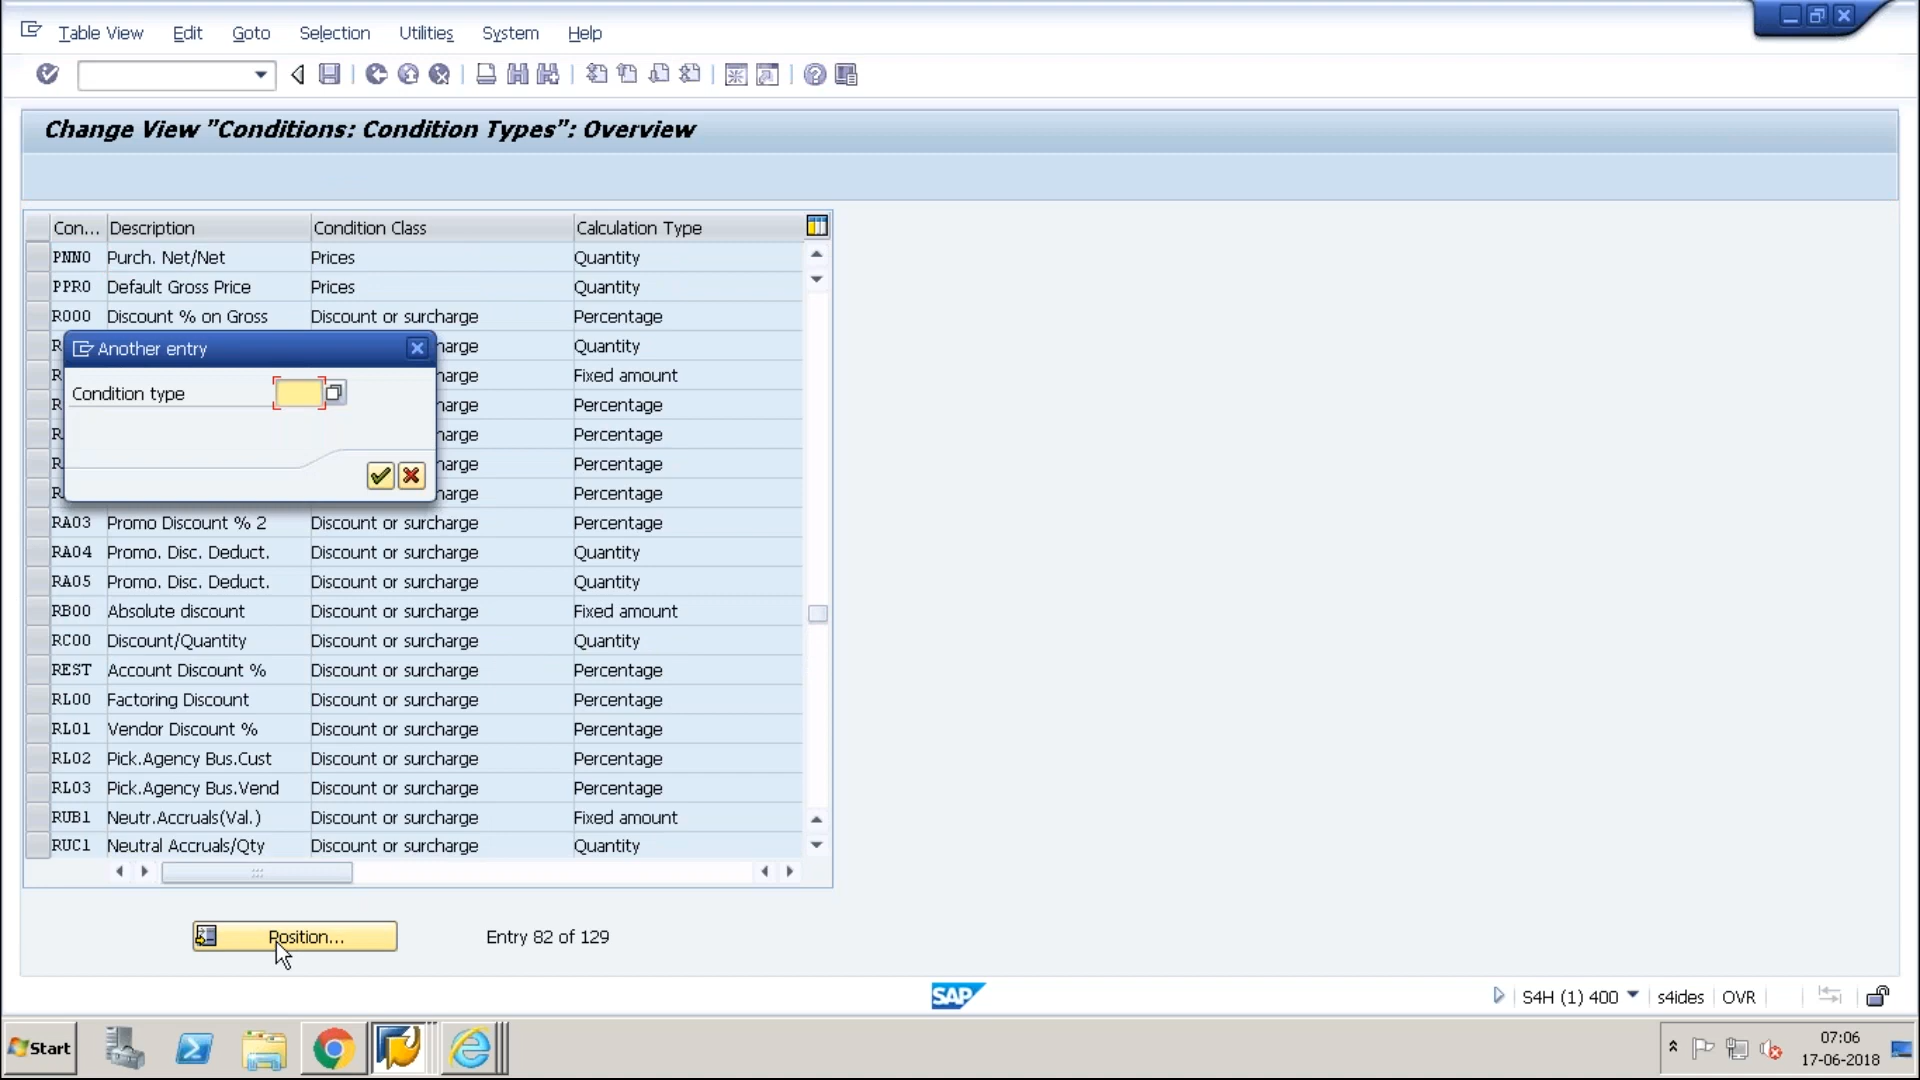 Table View Edit Goto Selection Utilities System Help
Change View "Conditions: Condition Types": Overview
Con... Description Condition Class Calculation Type
PNN0 Purch. Net/Net Prices Quantity
PPR0 Default Gross Price Prices Quantity
R000 Discount % on Gross Discount or surcharge Percentage
R harge Quantity
Another entry
R harge Fixed amount
Condition type
R harge Percentage
R harge Percentage
R harge Percentage
R harge Percentage
RA03 Promo Discount % 2 Discount or surcharge Percentage
RA04 Promo. Disc. Deduct. Discount or surcharge Quantity
RA05 Promo. Disc. Deduct. Discount or surcharge Quantity
RB00 Absolute discount Discount or surcharge Fixed amount
RC00 Discount/Quantity Discount or surcharge Quantity
REST Account Discount % Discount or surcharge Percentage
RL00 Factoring Discount Discount or surcharge Percentage
RL01 Vendor Discount % Discount or surcharge Percentage
RL02 Pick.Agency Bus.Cust Discount or surcharge Percentage
RL03 Pick.Agency Bus.Vend Discount or surcharge Percentage
RUB1 Neutr.Accruals(Val.) Discount or surcharge Fixed amount
RUC1 Neutral Accruals/Qty Discount or surcharge Quantity
Position... Entry 82 of 129
SAP S4H (1) 400 s4ides OVR
Start 07:06
17-06-2018